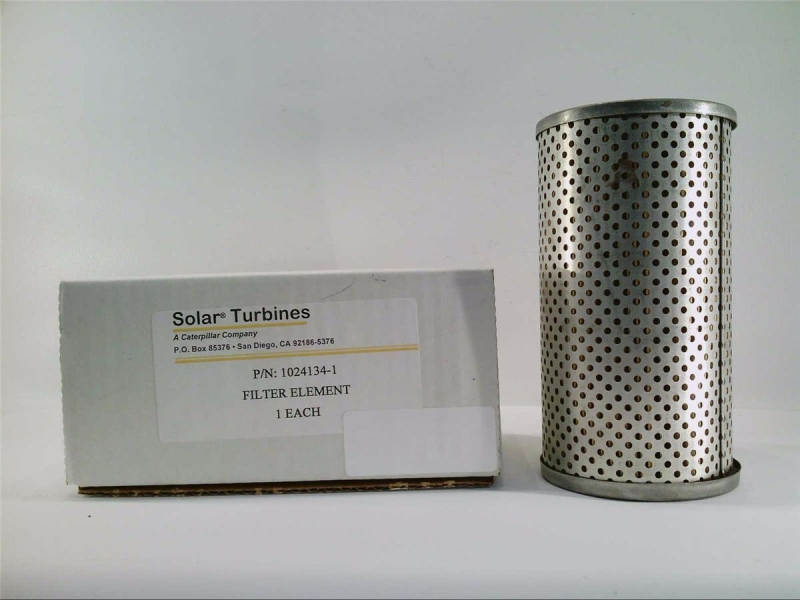 Solar® Turbines
A Caterpillar Company
P.O. Box 85376 • San Diego, CA 92186-5376
P/N: 1024134-1
FILTER ELEMENT
1 EACH